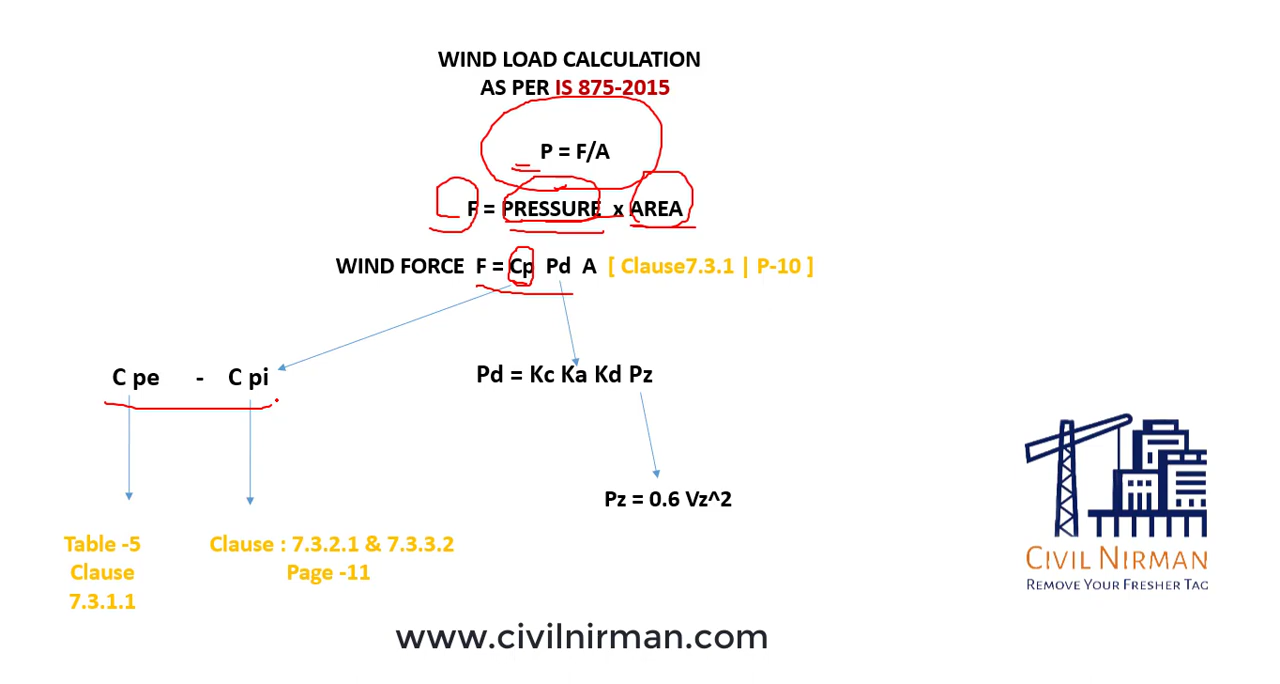 WIND LOAD CALCULATION
AS PER IS 875-2015
P = F/A
F = PRESSURE x AREA
WIND FORCE F = Cp Pd A [ Clause7.3.1 | P-10 ]
C pe - C pi
Pd = Kc Ka Kd Pz
Pz = 0.6 Vz^2
Table -5
Clause
7.3.1.1
Clause : 7.3.2.1 & 7.3.3.2
Page -11
CIVIL NIRMAN
REMOVE YOUR FRESHER TAG
www.civilnirman.com